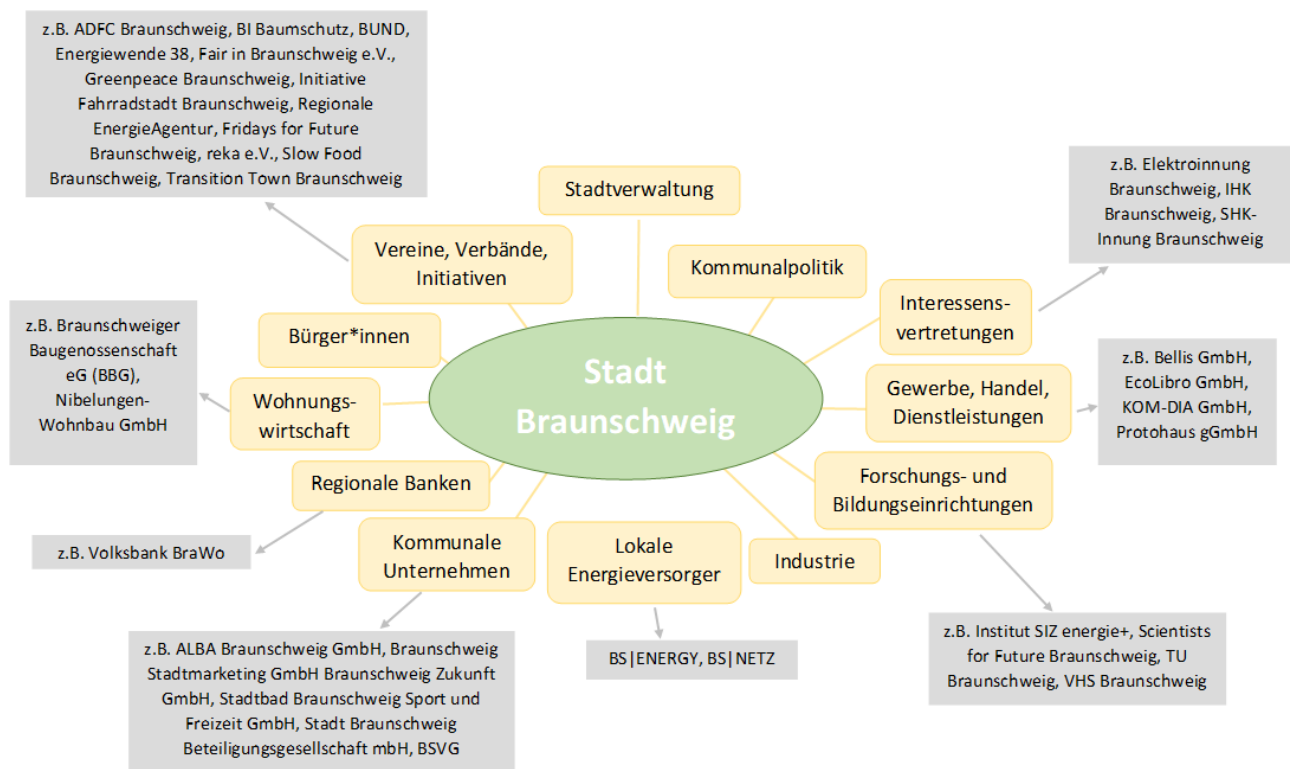 z.B. ADFC Braunschweig, BI Baumschutz, BUND,
Energiewende 38, Fair in Braunschweig e.V.,
Greenpeace Braunschweig, Initiative
Fahrradstadt Braunschweig, Regionale
EnergieAgentur, Fridays for Future
Braunschweig, reka e.V., Slow Food
Braunschweig, Transition Town Braunschweig
Stadtverwaltung
z.B. Elektroinnung
Braunschweig, IHK
Braunschweig, SHK-
Innung Braunschweig
Vereine, Verbände,
Initiativen
Kommunalpolitik
Interessens-
vertretungen
Bürger*innen
z.B. Braunschweiger
Baugenossenschaft
eG (BBG),
Nibelungen-
Wohnbau GmbH
Wohnungs-
wirtschaft
Stadt
Braunschweig
Gewerbe, Handel,
Dienstleistungen
z.B. Bellis GmbH,
EcoLibro GmbH,
KOM-DIA GmbH,
Protohaus gGmbH
Regionale Banken
Forschungs- und
Bildungseinrichtungen
z.B. Volksbank BraWo
Kommunale
Unternehmen
Lokale
Energieversorger
Industrie
z.B. ALBA Braunschweig GmbH, Braunschweig
Stadtmarketing GmbH Braunschweig Zukunft
GmbH, Stadtbad Braunschweig Sport und
Freizeit GmbH, Stadt Braunschweig
Beteiligungsgesellschaft mbH, BSVG
BS|ENERGY, BS|NETZ
z.B. Institut SIZ energie+, Scientists
for Future Braunschweig, TU
Braunschweig, VHS Braunschweig